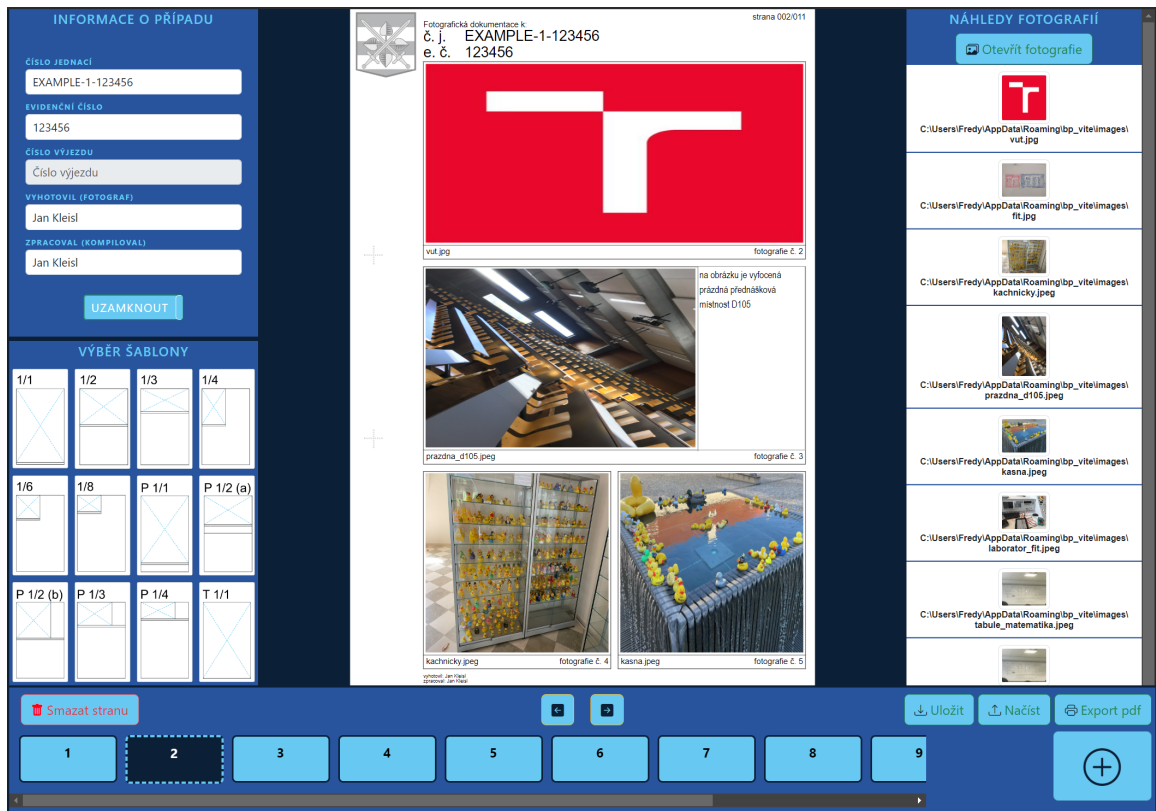 INFORMACE O PŘÍPADU
ČÍSLO JEDNACÍ
EXAMPLE-1-123456
EVIDENČNÍ ČÍSLO
123456
ČÍSLO VÝJEZDU
Číslo výjezdu
VYHOTOVIL (FOTOGRAF)
Jan Kleisl
ZPRACOVAL (KOMPILOVAL)
Jan Kleisl
UZAMKNOUT
VÝBĚR ŠABLONY
1/1
1/2
1/3
1/4
1/6
1/8
P 1/1
P 1/2 (a)
P 1/2 (b)
P 1/3
P 1/4
T 1/1
strana 002/011
Fotografická dokumentace k:
č. j. EXAMPLE-1-123456
e. č. 123456
vut.jpg fotografie č. 2
na obrázku je vyfocená
prázdná přednášková
místnost D105
prazdna_d105.jpeg fotografie č. 3
kachnicky.jpeg fotografie č. 4
kasna.jpeg fotografie č. 5
vyhotovil: Jan Kleisl
zpracoval: Jan Kleisl
NÁHLEDY FOTOGRAFIÍ
Otevřít fotografie
C:\Users\Fredy\AppData\Roaming\bp_vite\images\
vut.jpg
C:\Users\Fredy\AppData\Roaming\bp_vite\images\
fit.jpg
C:\Users\Fredy\AppData\Roaming\bp_vite\images\
kachnicky.jpeg
C:\Users\Fredy\AppData\Roaming\bp_vite\images\
prazdna_d105.jpeg
C:\Users\Fredy\AppData\Roaming\bp_vite\images\
kasna.jpeg
C:\Users\Fredy\AppData\Roaming\bp_vite\images\
laborator_fit.jpeg
C:\Users\Fredy\AppData\Roaming\bp_vite\images\
tabule_matematika.jpeg
Smazat stranu
Uložit
Načíst
Export pdf
1
2
3
4
5
6
7
8
9